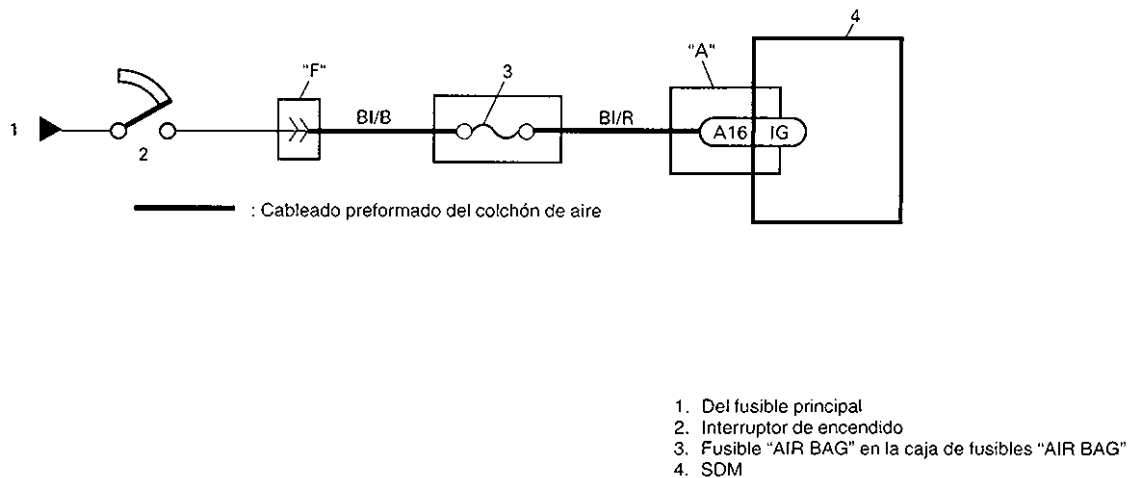 4
"A"
"F"
3
1
Bl/B
Bl/R
A16 IG
2
: Cableado preformado del colchón de aire
1. Del fusible principal
2. Interruptor de encendido
3. Fusible "AIR BAG" en la caja de fusibles "AIR BAG"
4. SDM